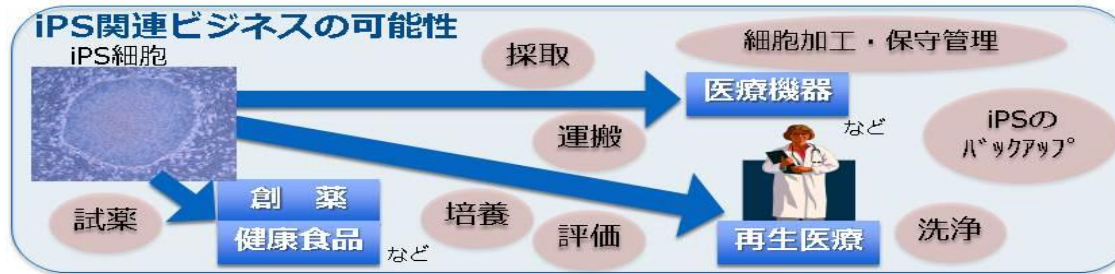 iPS関連ビジネスの可能性
iPS細胞
採取
細胞加工・保守管理
医療機器
など
運搬
iPSの
ﾊﾞｯｸｱｯﾌﾟ
試薬
創　薬
健康食品
など
培養
評価
再生医療
洗浄